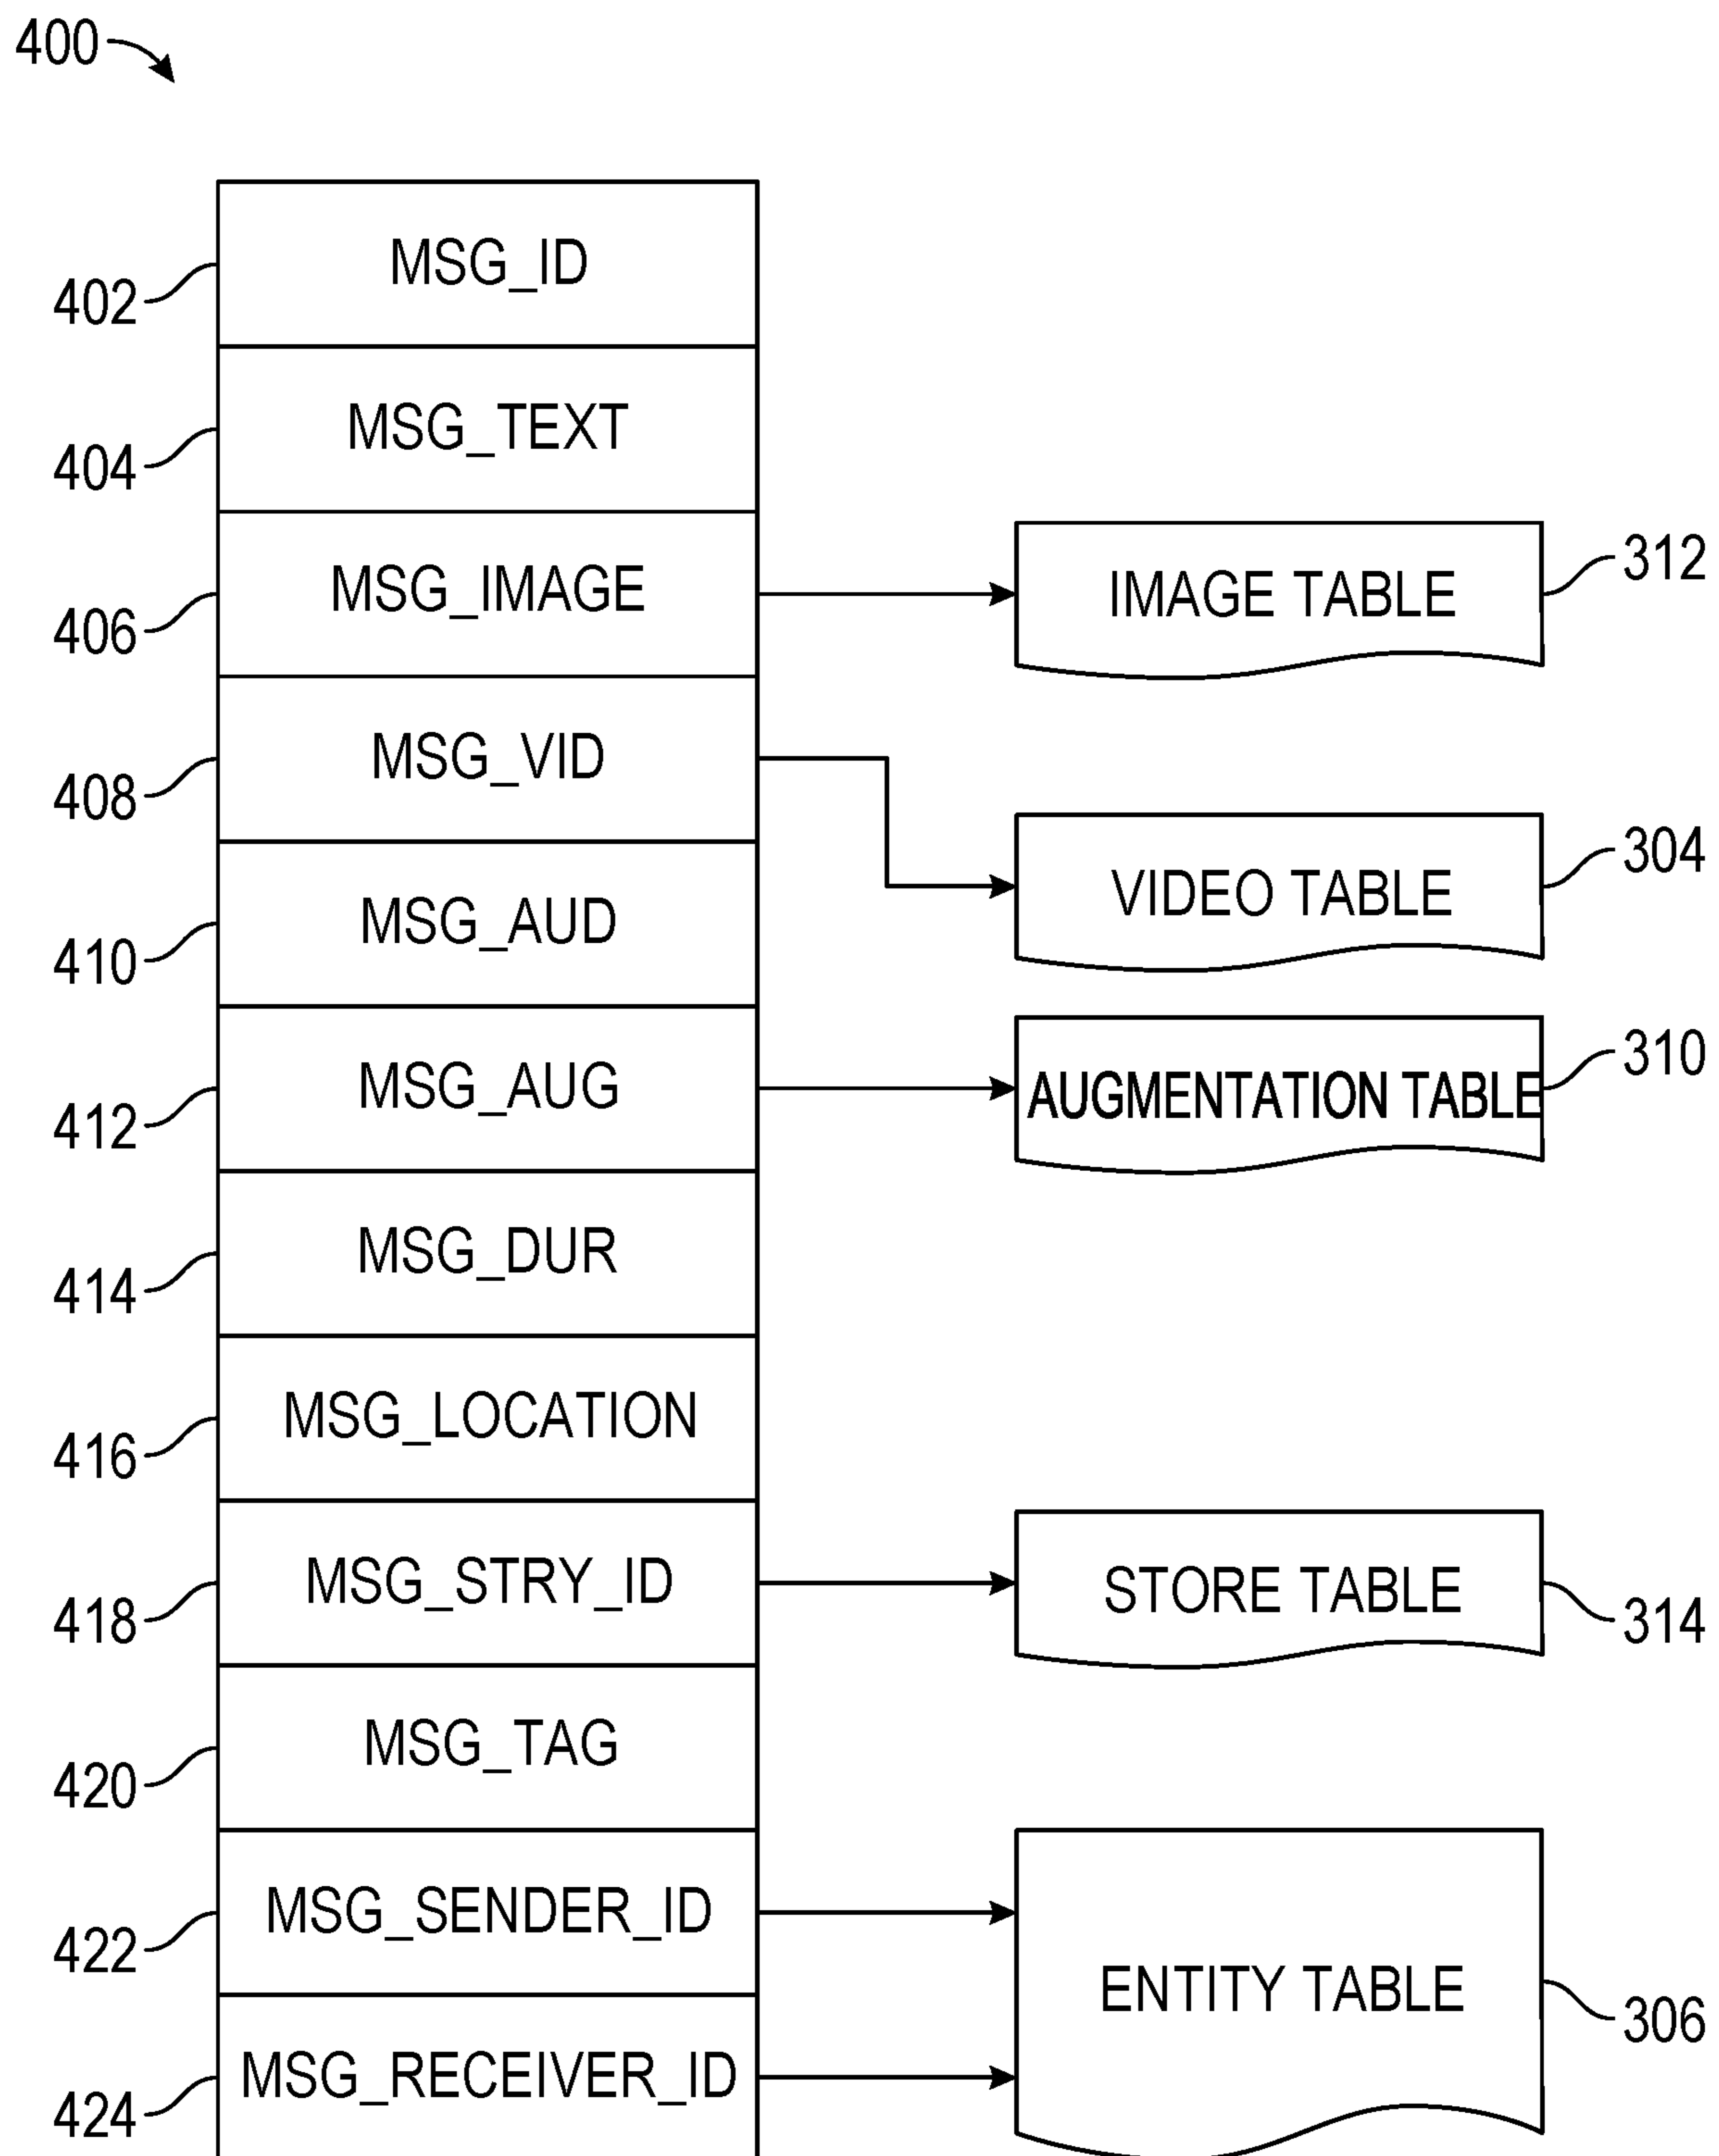 400
MSG_ID
402
MSG_TEXT
404
MSG_IMAGE
406
IMAGE TABLE
312
MSG_VID
408
VIDEO TABLE
304
MSG_AUD
410
MSG_AUG
412
AUGMENTATION TABLE
310
MSG_DUR
414
MSG_LOCATION
416
MSG_STRY_ID
418
STORE TABLE
314
MSG_TAG
420
MSG_SENDER_ID
422
ENTITY TABLE
306
MSG_RECEIVER_ID
424